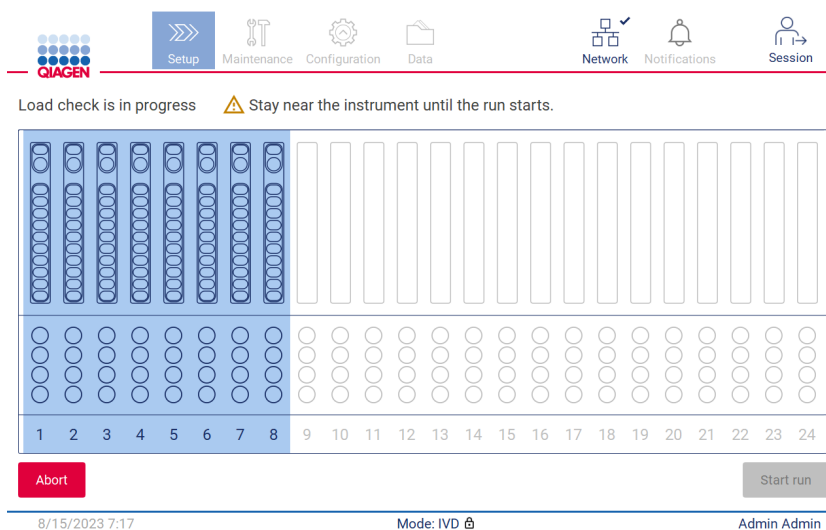 QIAGEN
Setup
Maintenance
Configuration
Data
Network
Notifications
Session
Load check is in progress
Stay near the instrument until the run starts.
1 2 3 4 5 6 7 8 9 10 11 12 13 14 15 16 17 18 19 20 21 22 23 24
Abort
Start run
8/15/2023 7:17
Mode: IVD
Admin Admin